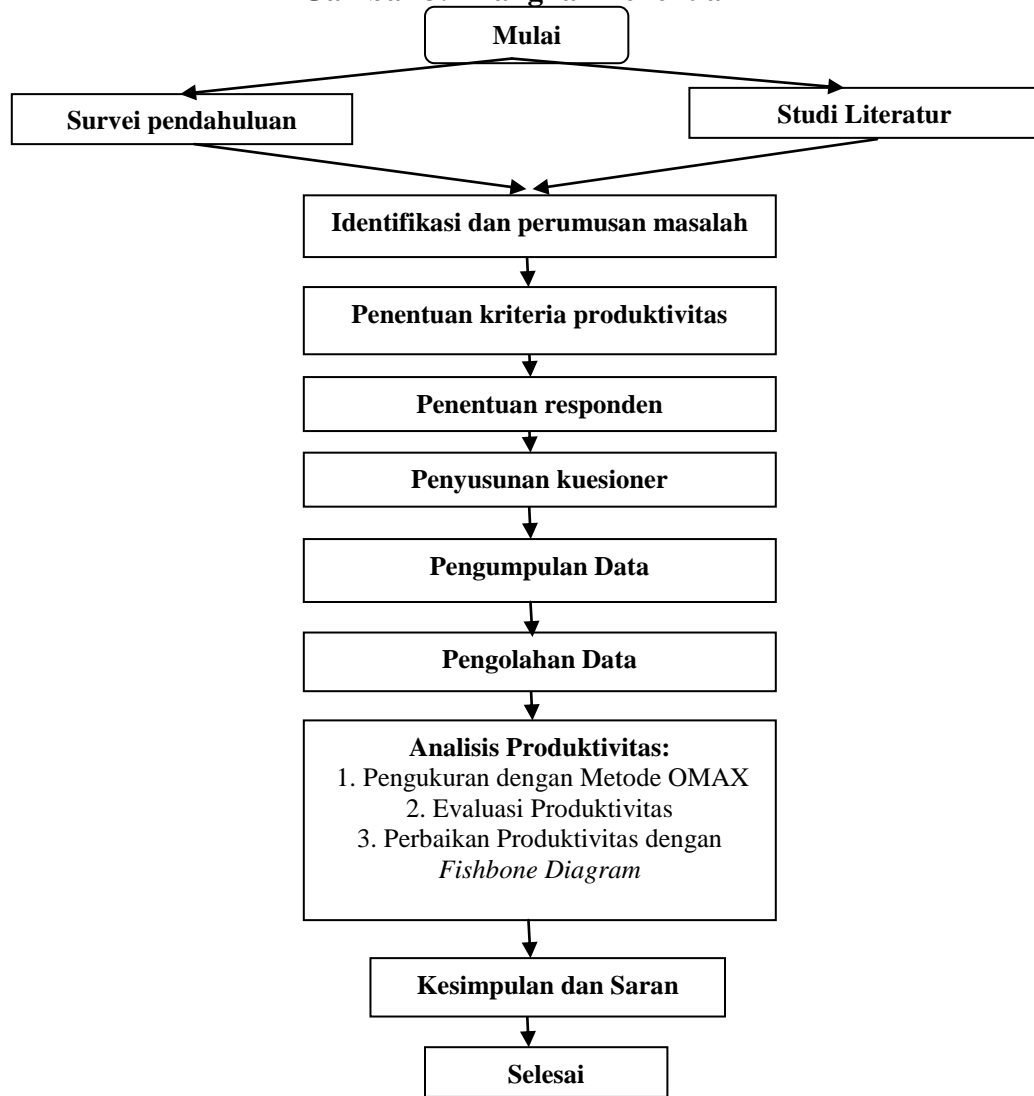 Mulai
Survei pendahuluan
Studi Literatur
Identifikasi dan perumusan masalah
Penentuan kriteria produktivitas
Penentuan responden
Penyusunan kuesioner
Pengumpulan Data
Pengolahan Data
Analisis Produktivitas:
1. Pengukuran dengan Metode OMAX
2. Evaluasi Produktivitas
3. Perbaikan Produktivitas dengan
Fishbone Diagram
Kesimpulan dan Saran
Selesai